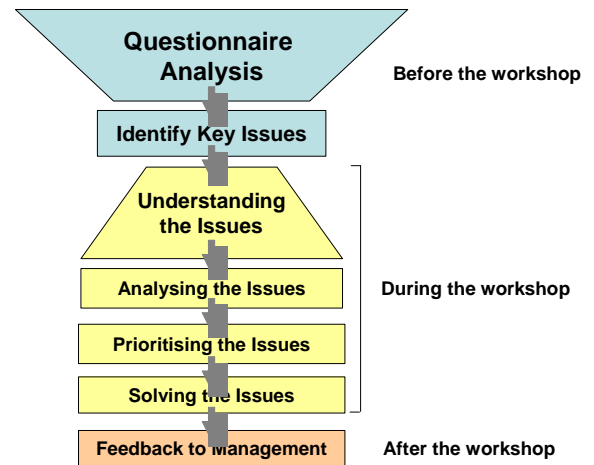 Questionnaire
Analysis
Before the workshop
Identify Key Issues
Understanding
the Issues
Analysing the Issues
During the workshop
Prioritising the Issues
Solving the Issues
Feedback to Management
After the workshop